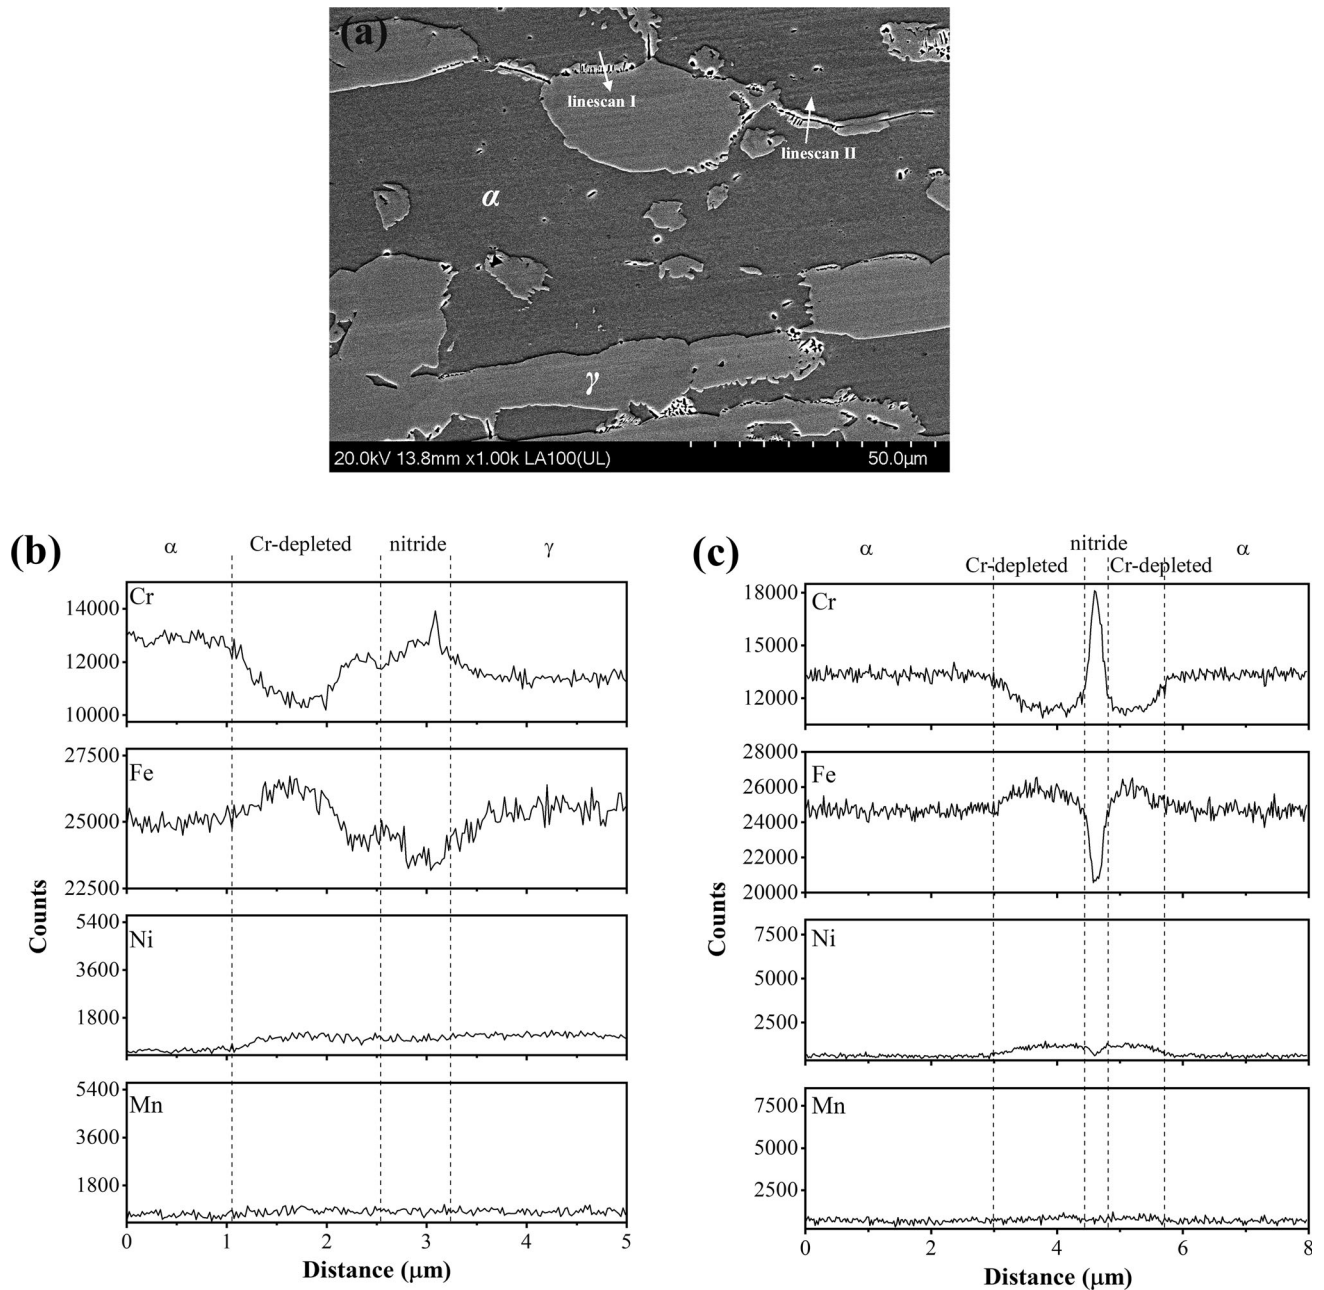 (a)
linescan I
linescan II
α
γ
20.0kV 13.8mm x1.00k LA100(UL) 50.0μm
(b)
α Cr-depleted nitride γ
Cr
14000
12000
10000
Fe
27500
25000
22500
Ni
5400
3600
1800
Mn
5400
3600
1800
0 1 2 3 4 5
Distance (μm)
Counts
(c)
α nitride α
Cr-depleted Cr-depleted
Cr
18000
15000
12000
Fe
28000
26000
24000
22000
20000
Ni
7500
5000
2500
Mn
7500
5000
2500
0 2 4 6 8
Distance (μm)
Counts